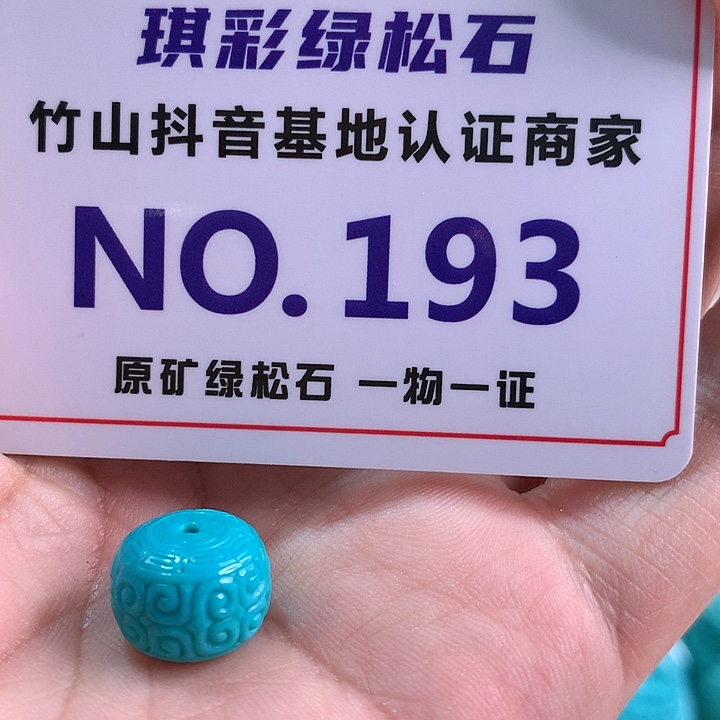 琪彩绿松石
竹山抖音基地认证商家
NO.193
原矿绿松石 一物一证